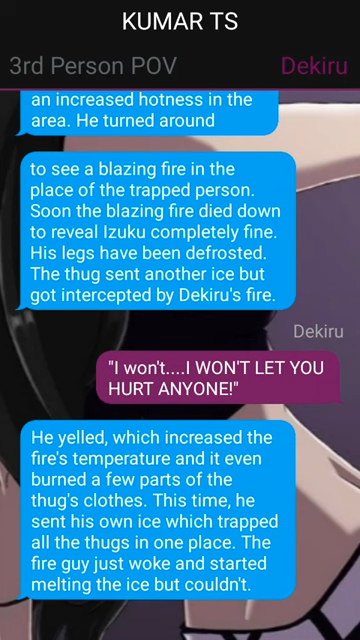 KUMAR TS
3rd Person POV
Dekiru
an increased hotness in the
area. He turned around
to see a blazing fire in the
place of the trapped person.
Soon the blazing fire died down
to reveal Izuku completely fine.
His legs have been defrosted.
The thug sent another ice but
got intercepted by Dekiru's fire.
Dekiru
"I won't....I WON'T LET YOU
HURT ANYONE!"
He yelled, which increased the
fire's temperature and it even
burned a few parts of the
thug's clothes. This time, he
sent his own ice which trapped
all the thugs in one place. The
fire guy just woke and started
melting the ice but couldn't.